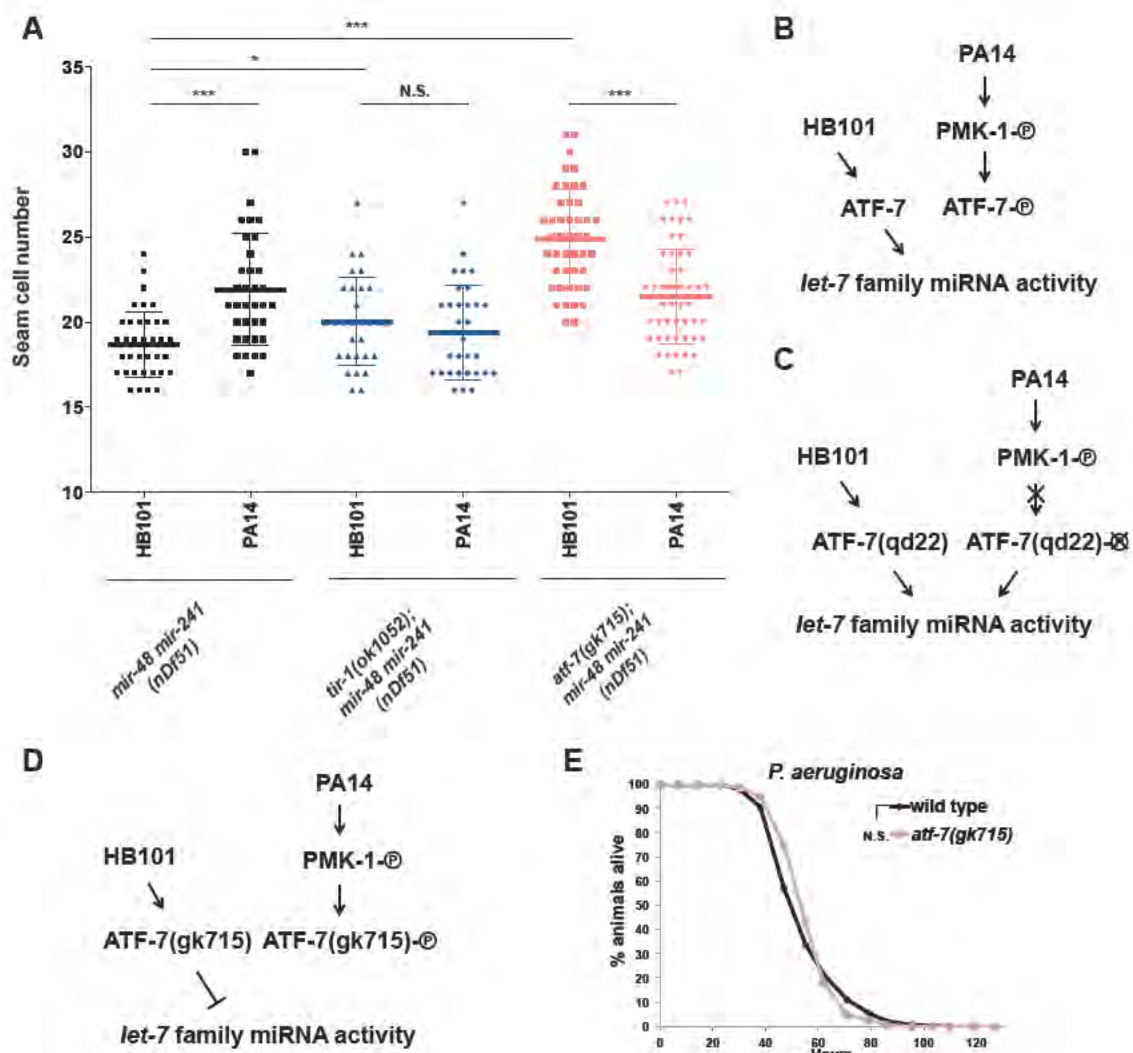 A
***
*
***
N.S.
***
35
30
25
20
15
10
Seam cell number
HB101
PA14
HB101
PA14
HB101
PA14
mir-48 mir-241
(nDf51)
tir-1(ok1052);
mir-48 mir-241
(nDf51)
atf-7(gk715);
mir-48 mir-241
(nDf51)
B
PA14
HB101 PMK-1-Ⓟ
ATF-7 ATF-7-Ⓟ
let-7 family miRNA activity
C
PA14
HB101 PMK-1-Ⓟ
ATF-7(qd22) ATF-7(qd22)-
let-7 family miRNA activity
D
PA14
HB101 PMK-1-Ⓟ
ATF-7(gk715) ATF-7(gk715)-Ⓟ
let-7 family miRNA activity
E
P. aeruginosa
wild type
N.S. atf-7(gk715)
% animals alive
100
90
80
70
60
50
40
30
20
10
0
0 20 40 60 80 100 120
Hours